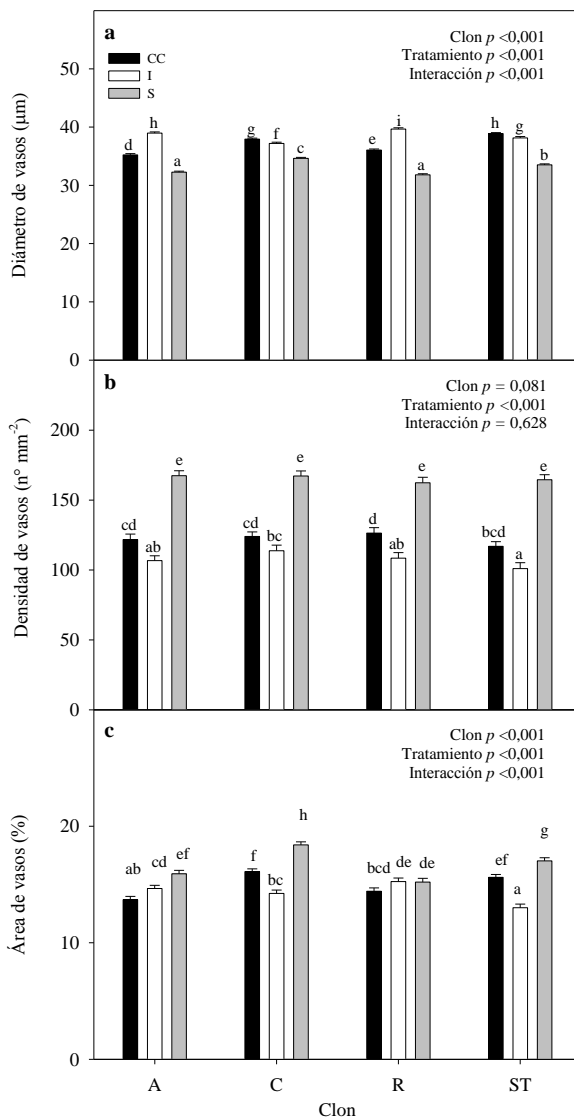 a
Clon p <0,001
Tratamiento p <0,001
Interacción p <0,001
CC
I
S
Diámetro de vasos (µm)
50
40
30
20
10
0
d h a g f c e i a h g b
b
Clon p = 0,081
Tratamiento p <0,001
Interacción p = 0,628
Densidad de vasos (n° mm-2)
200
150
100
50
0
cd ab e cd bc e d ab e bcd a e
c
Clon p <0,001
Tratamiento p <0,001
Interacción p <0,001
Área de vasos (%)
20
10
0
ab cd ef f bc h bcd de de ef a g
A C R ST
Clon